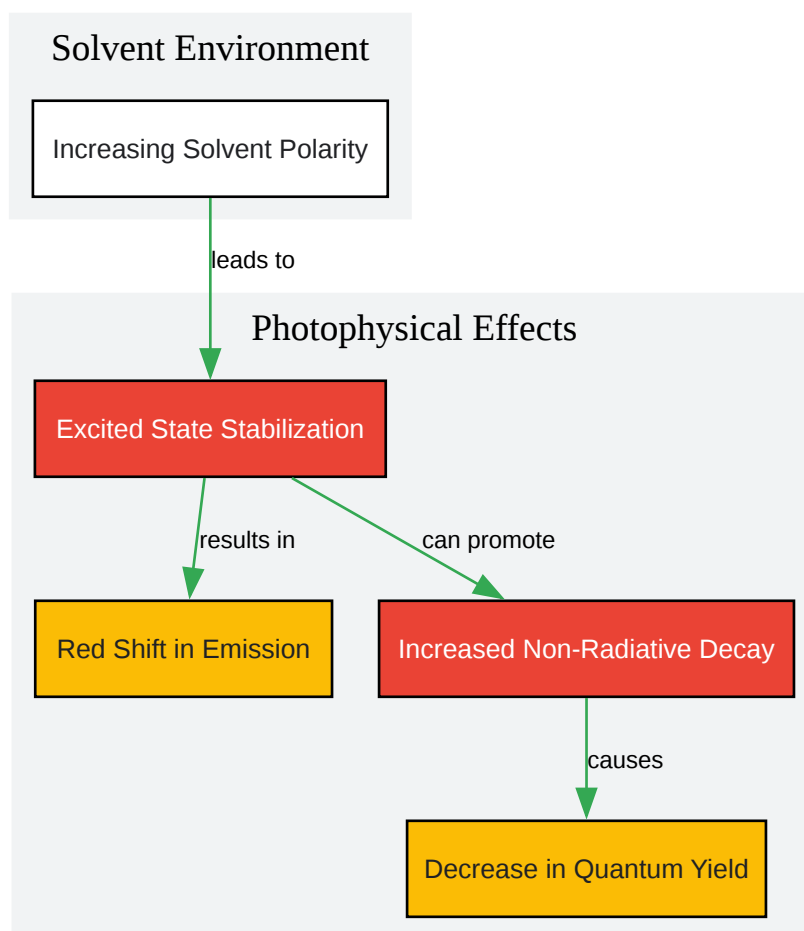 Solvent Environment
Increasing Solvent Polarity
leads to
Photophysical Effects
Excited State Stabilization
results in
can promote
Red Shift in Emission
Increased Non-Radiative Decay
causes
Decrease in Quantum Yield